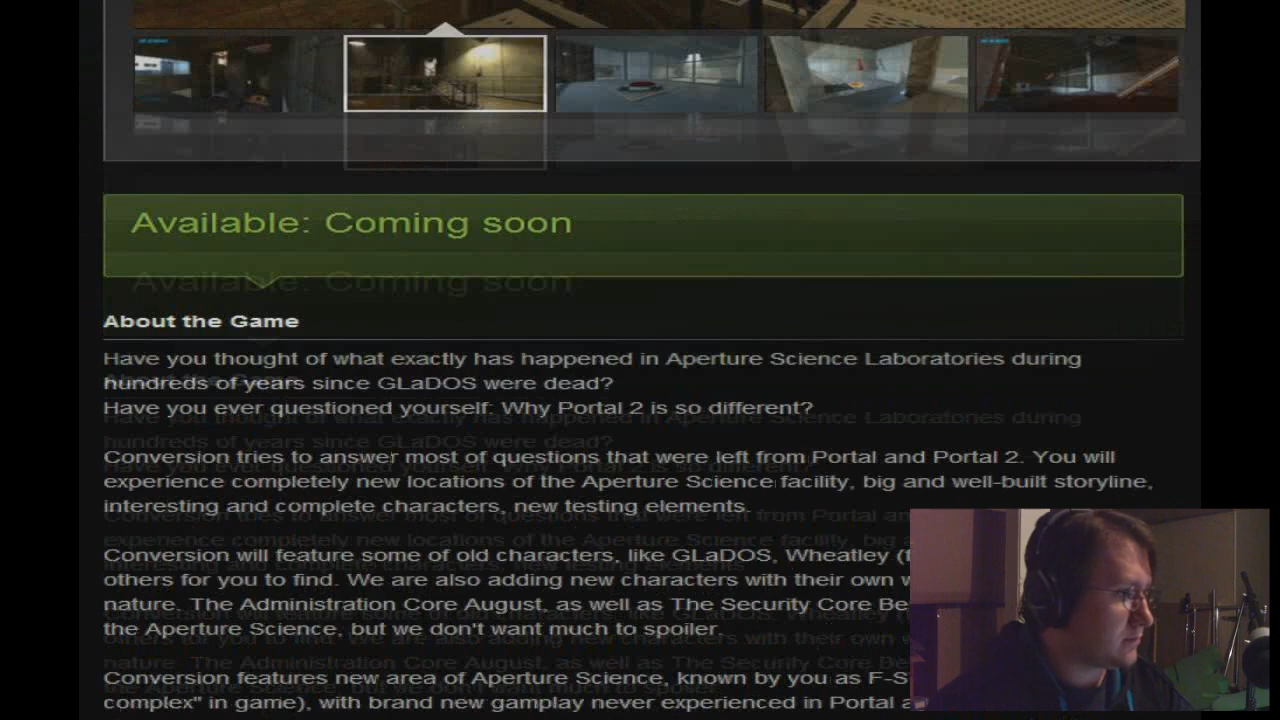 Available: Coming soon
About the Game
Have you thought of what exactly has happened in Aperture Science Laboratories during
hundreds of years since GLaDOS were dead?
Have you ever questioned yourself: Why Portal 2 is so different?
Conversion tries to answer most of questions that were left from Portal and Portal 2. You will
experience completely new locations of the Aperture Science facility, big and well-built storyline,
interesting and complete characters, new testing elements.
Conversion will feature some of old characters, like GLaDOS, Wheatley (f
others for you to find. We are also adding new characters with their own w
nature. The Administration Core August, as well as The Security Core Be
the Aperture Science, but we don't want much to spoiler.
Conversion features new area of Aperture Science, known by you as F-S
complex" in game), with brand new gamplay never experienced in Portal a